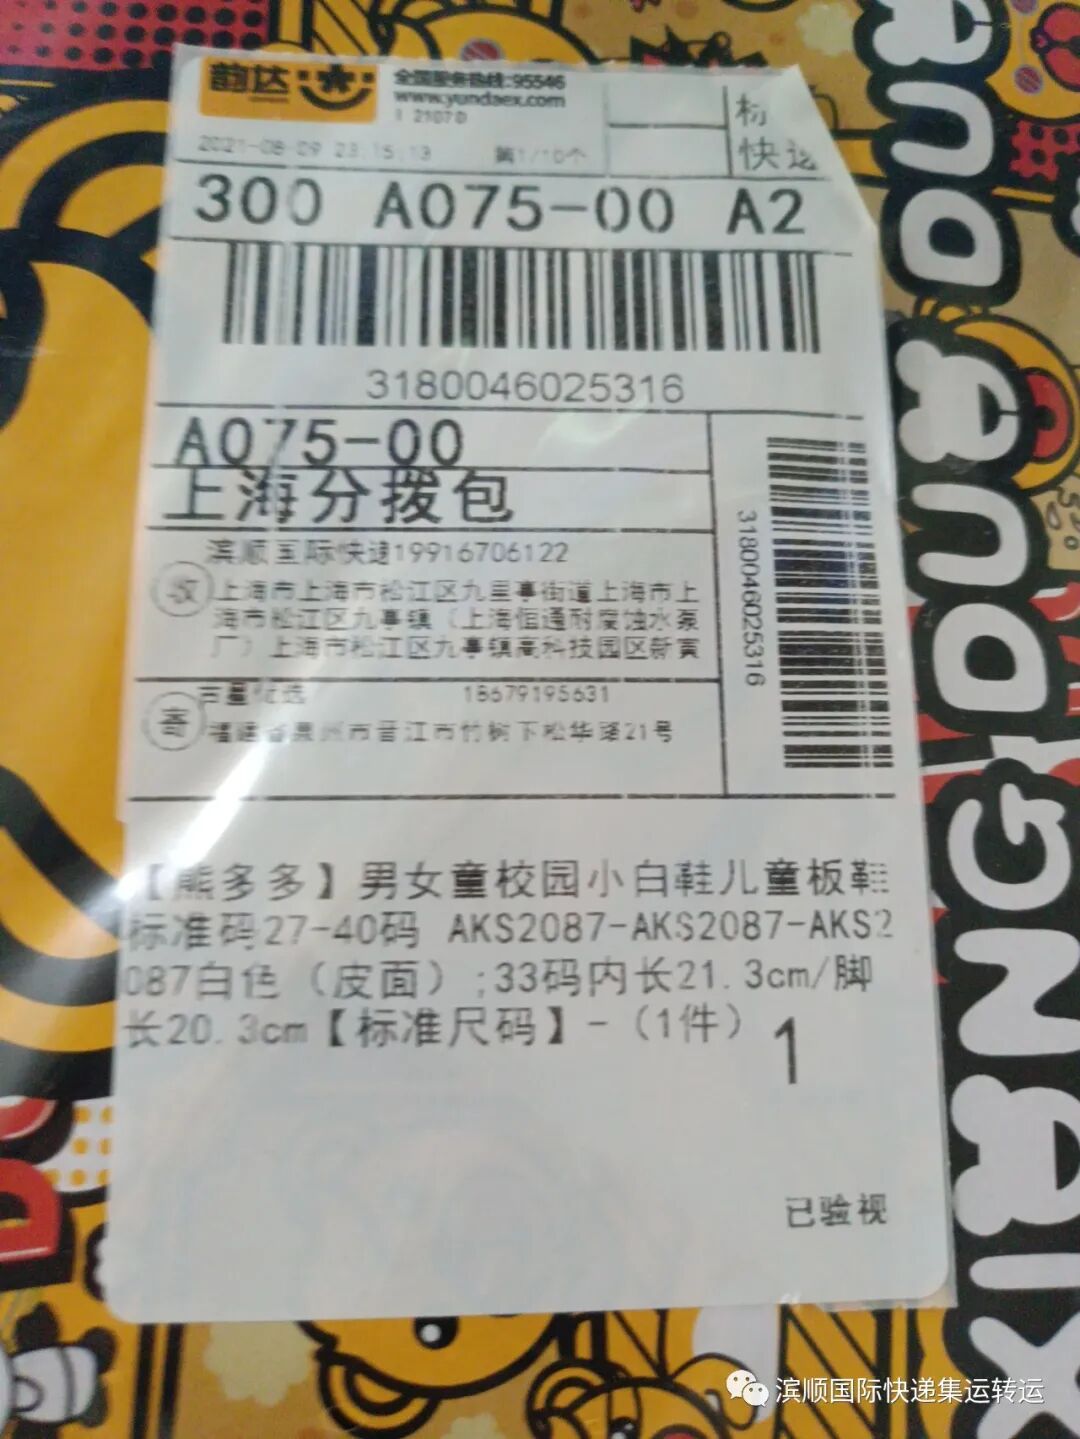 韵达
全国服务热线:95546
www.yundaex.com
2107D
2021-08-09 23:15:13 第1/10个
标
快递
300 A075-00 A2
3180046025316
A075-00
上海分拨包
滨顺国际快递19916706122
收
上海市上海市松江区九里亭街道上海市上
海市松江区九亭镇（上海恒通耐腐蚀水泵
厂）上海市松江区九亭镇高科技园区新寅
优选 18679195631
寄
福建省泉州市晋江市竹树下松华路21号
3180046025316
【熊多多】男女童校园小白鞋儿童板鞋
标准码27-40码 AKS2087-AKS2087-AKS2
087白色（皮面）;33码内长21.3cm/脚
长20.3cm【标准尺码】-（1件）
1
已验视
滨顺国际快递集运转运